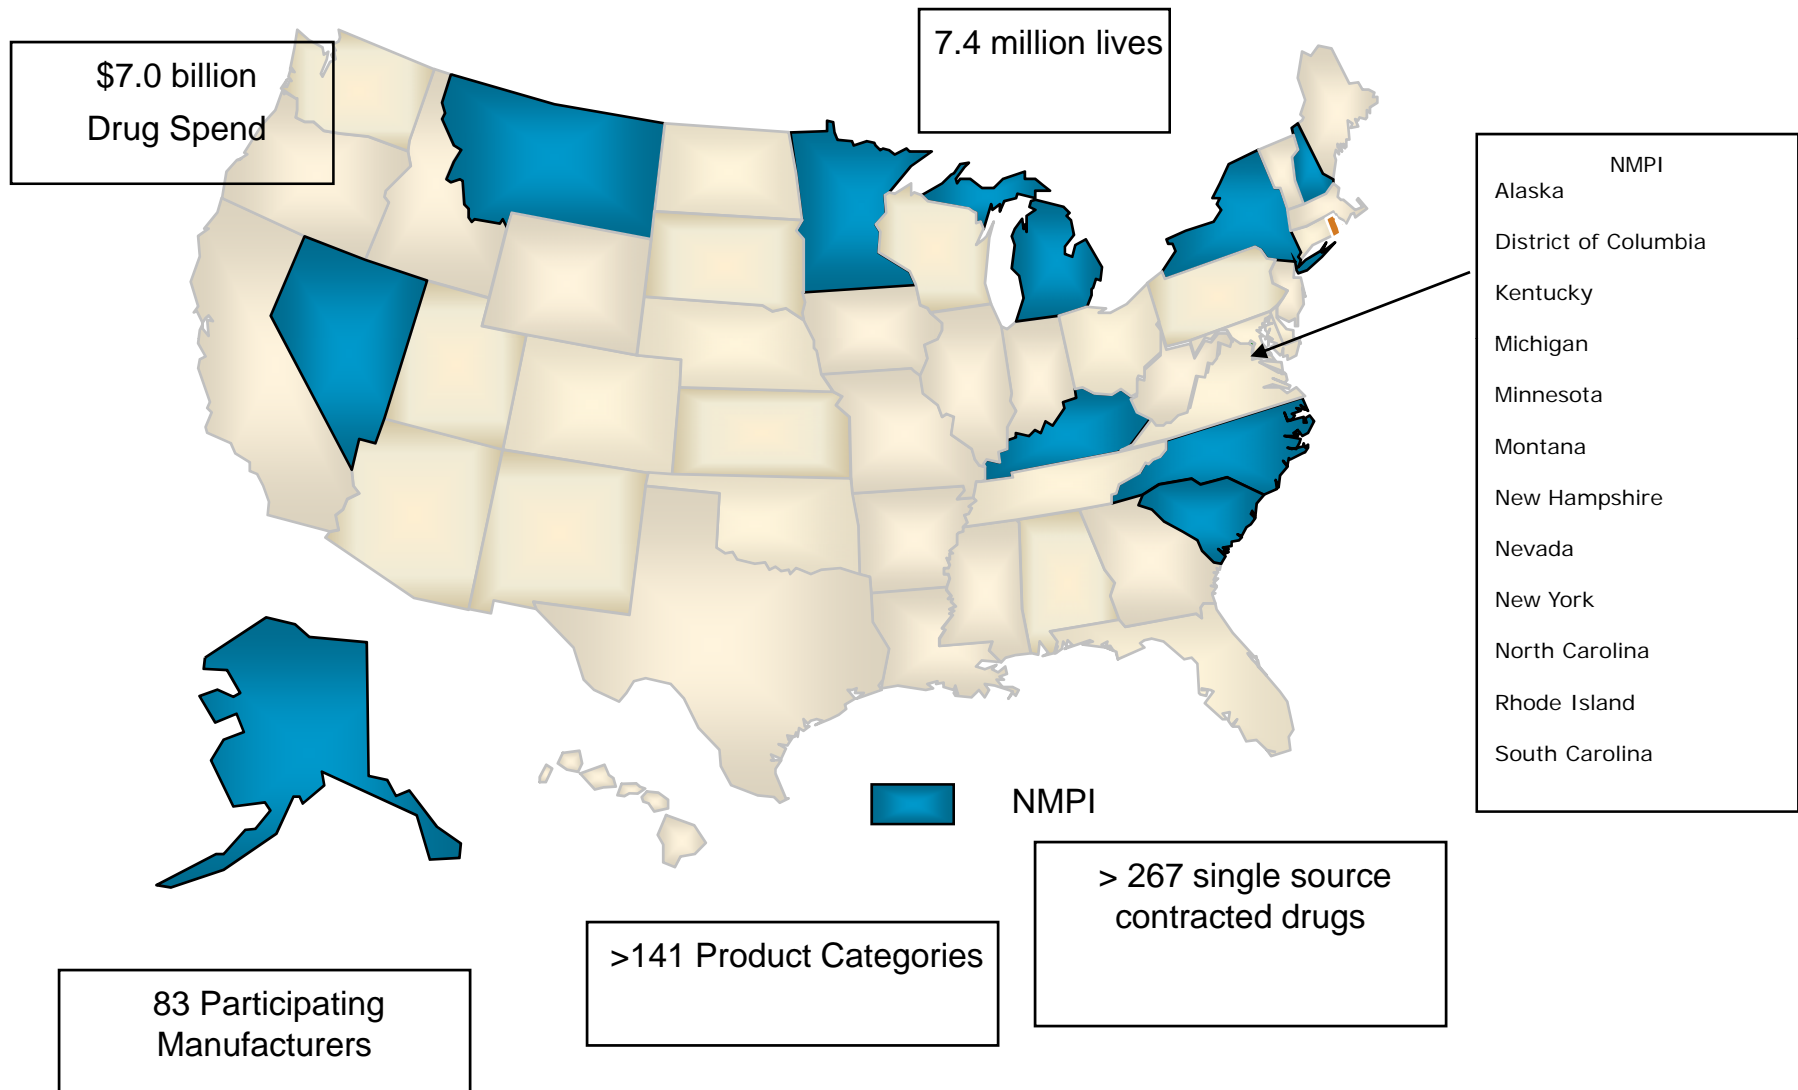 $7.0 billion
Drug Spend
7.4 million lives
NMPI
Alaska
District of Columbia
Kentucky
Michigan
Minnesota
Montana
New Hampshire
Nevada
New York
North Carolina
Rhode Island
South Carolina
NMPI
> 267 single source
contracted drugs
>141 Product Categories
83 Participating
Manufacturers